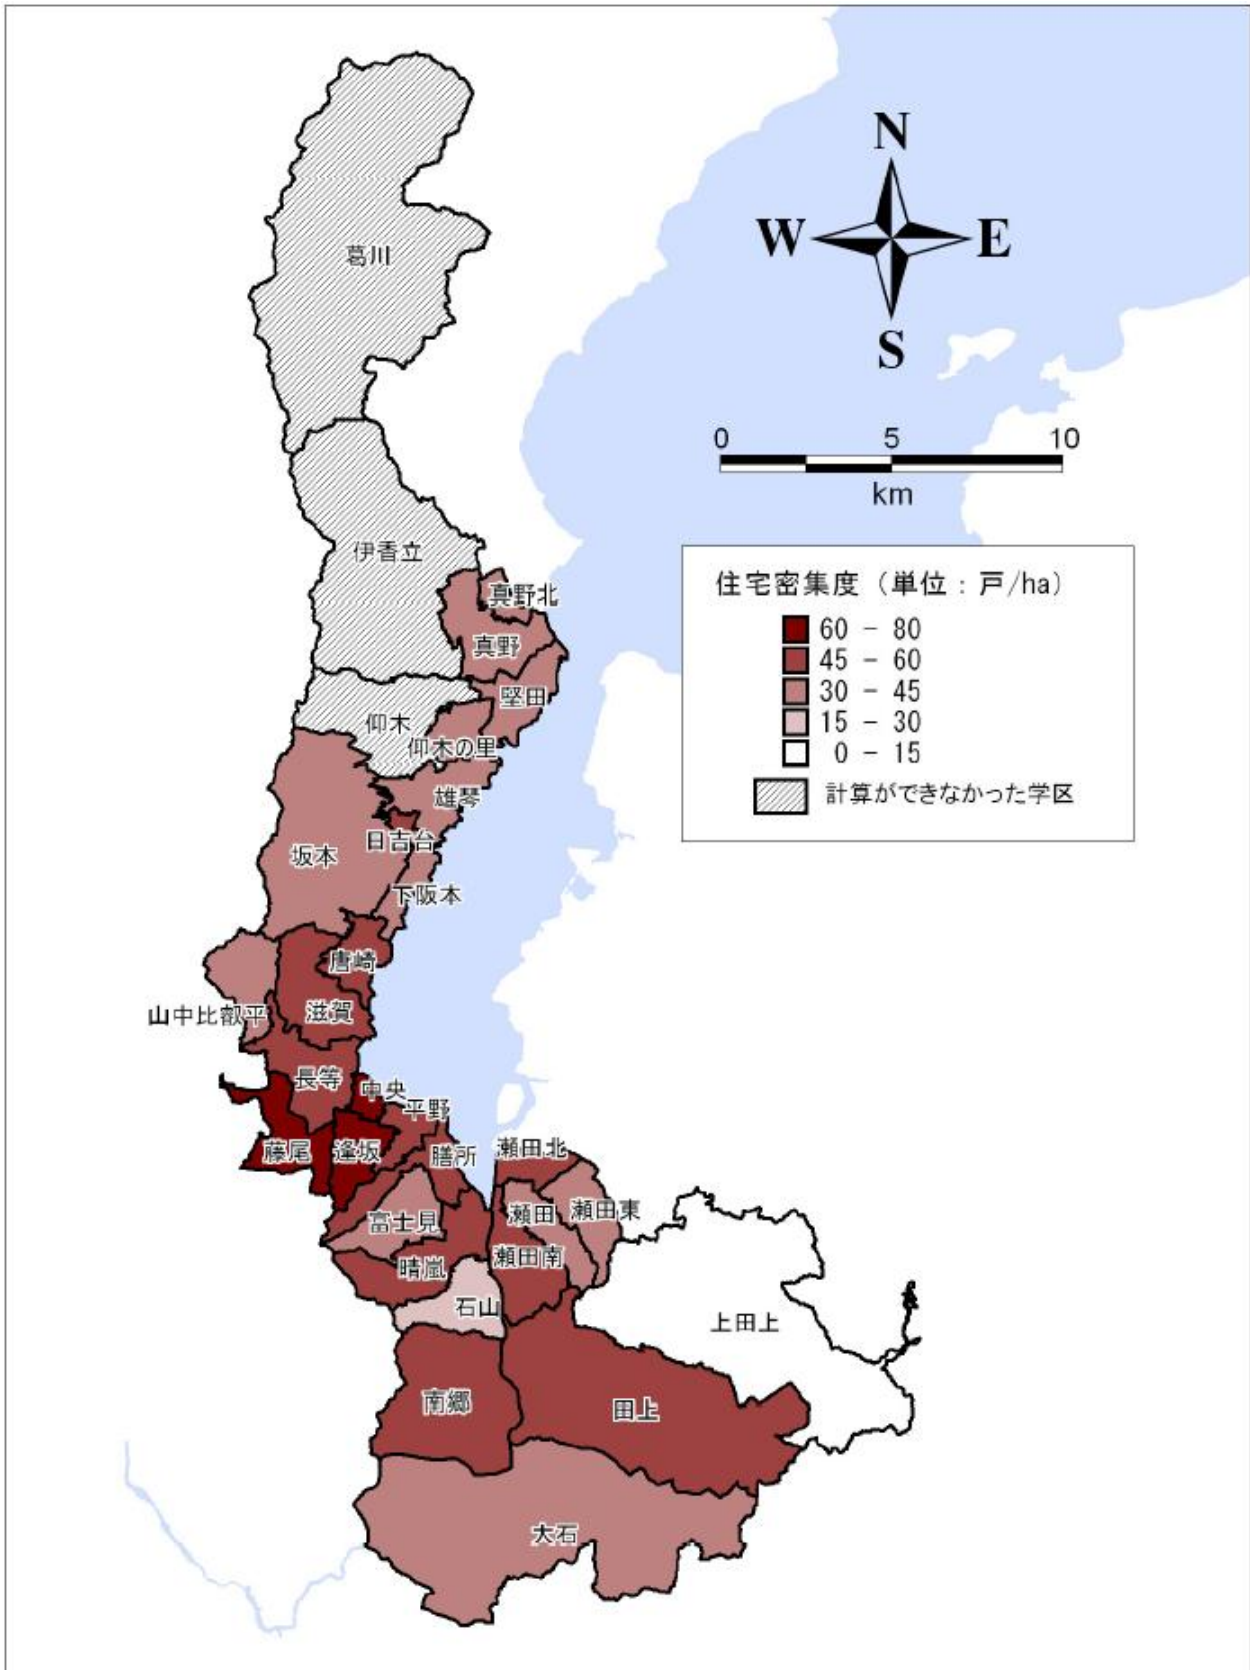 N
W
E
S
0 5 10
km
住宅密集度（単位：戸/ha）
60 － 80
45 － 60
30 － 45
15 － 30
0 － 15
計算ができなかった学区
葛川
伊香立
真野北
真野
堅田
仰木
仰木の里
雄琴
日吉台
坂本
下阪本
唐崎
滋賀
山中比叡平
長等
中央
平野
藤尾
逢坂
膳所
瀬田北
富士見
瀬田
瀬田東
晴嵐
瀬田南
石山
上田上
南郷
田上
大石